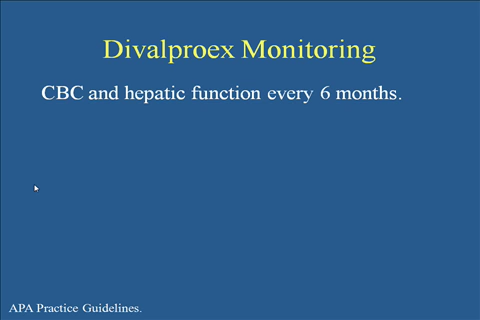 Divalproex Monitoring
CBC and hepatic function every 6 months.
APA Practice Guidelines.